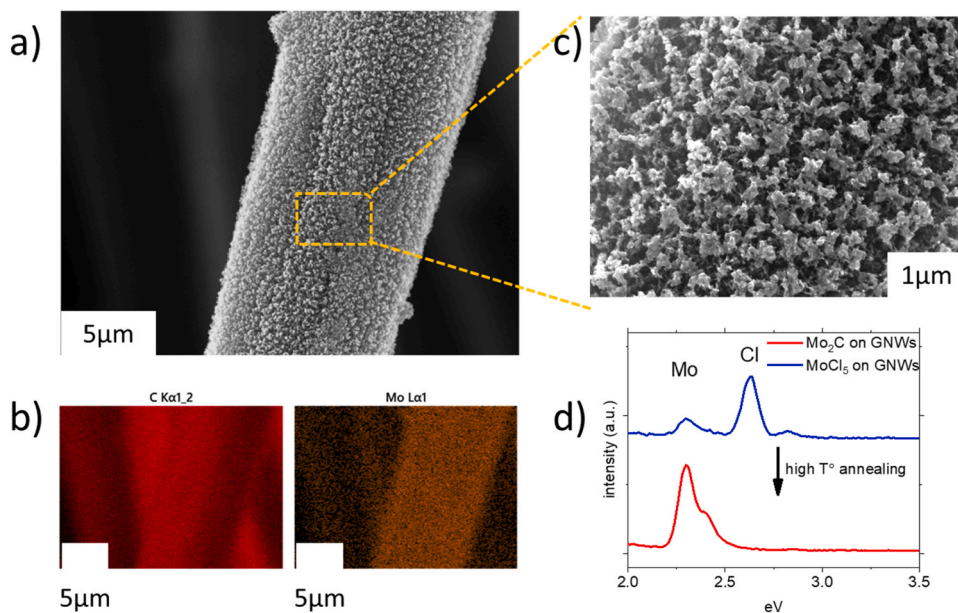 a)
5µm
c)
1µm
b)
C Kα1_2
Mo Lα1
5µm
5µm
d)
Mo₂C on GNWs
MoCl₅ on GNWs
Mo
Cl
high T° annealing
intensity (a.u.)
2.0
2.5
3.0
3.5
eV